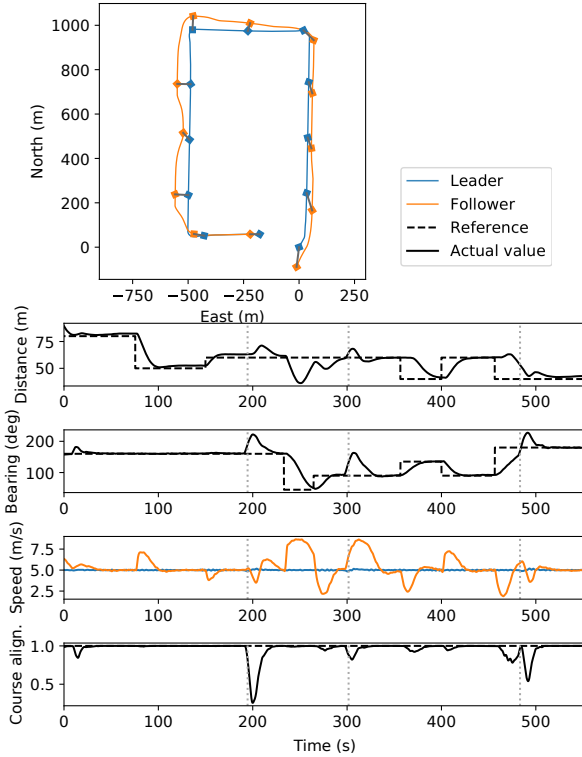 1000
800
600
400
200
0
North (m)
−750 −500 −250 0 250
East (m)
Leader
Follower
Reference
Actual value
75
50
Distance (m)
0 100 200 300 400 500
200
100
Bearing (deg)
0 100 200 300 400 500
7.5
5.0
2.5
Speed (m/s)
0 100 200 300 400 500
1.0
0.5
Course align.
0 100 200 300 400 500
Time (s)